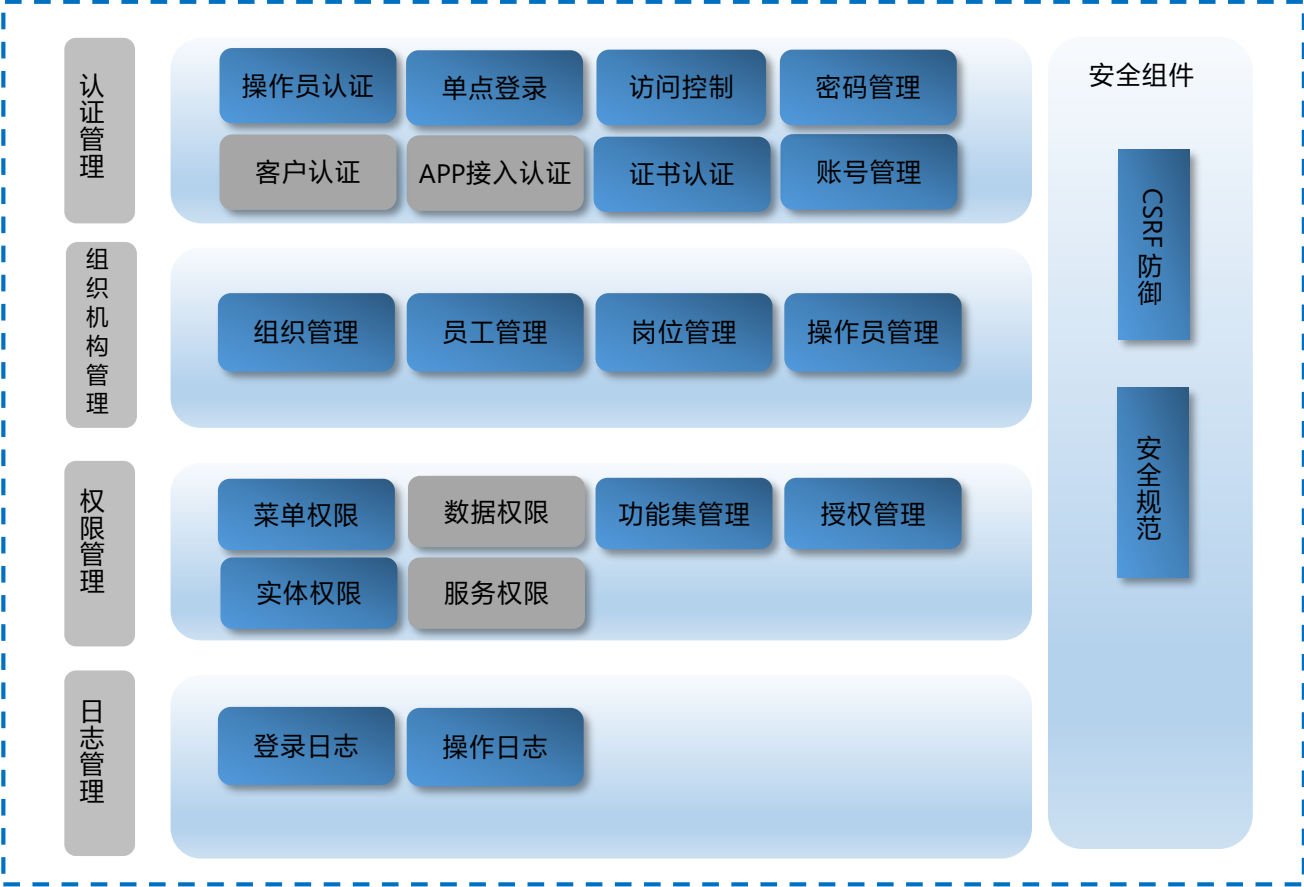 认证管理
操作员认证
单点登录
访问控制
密码管理
客户认证
APP接入认证
证书认证
账号管理
组织机构管理
组织管理
员工管理
岗位管理
操作员管理
权限管理
菜单权限
数据权限
功能集管理
授权管理
实体权限
服务权限
日志管理
登录日志
操作日志
安全组件
CSRF防御
安全规范